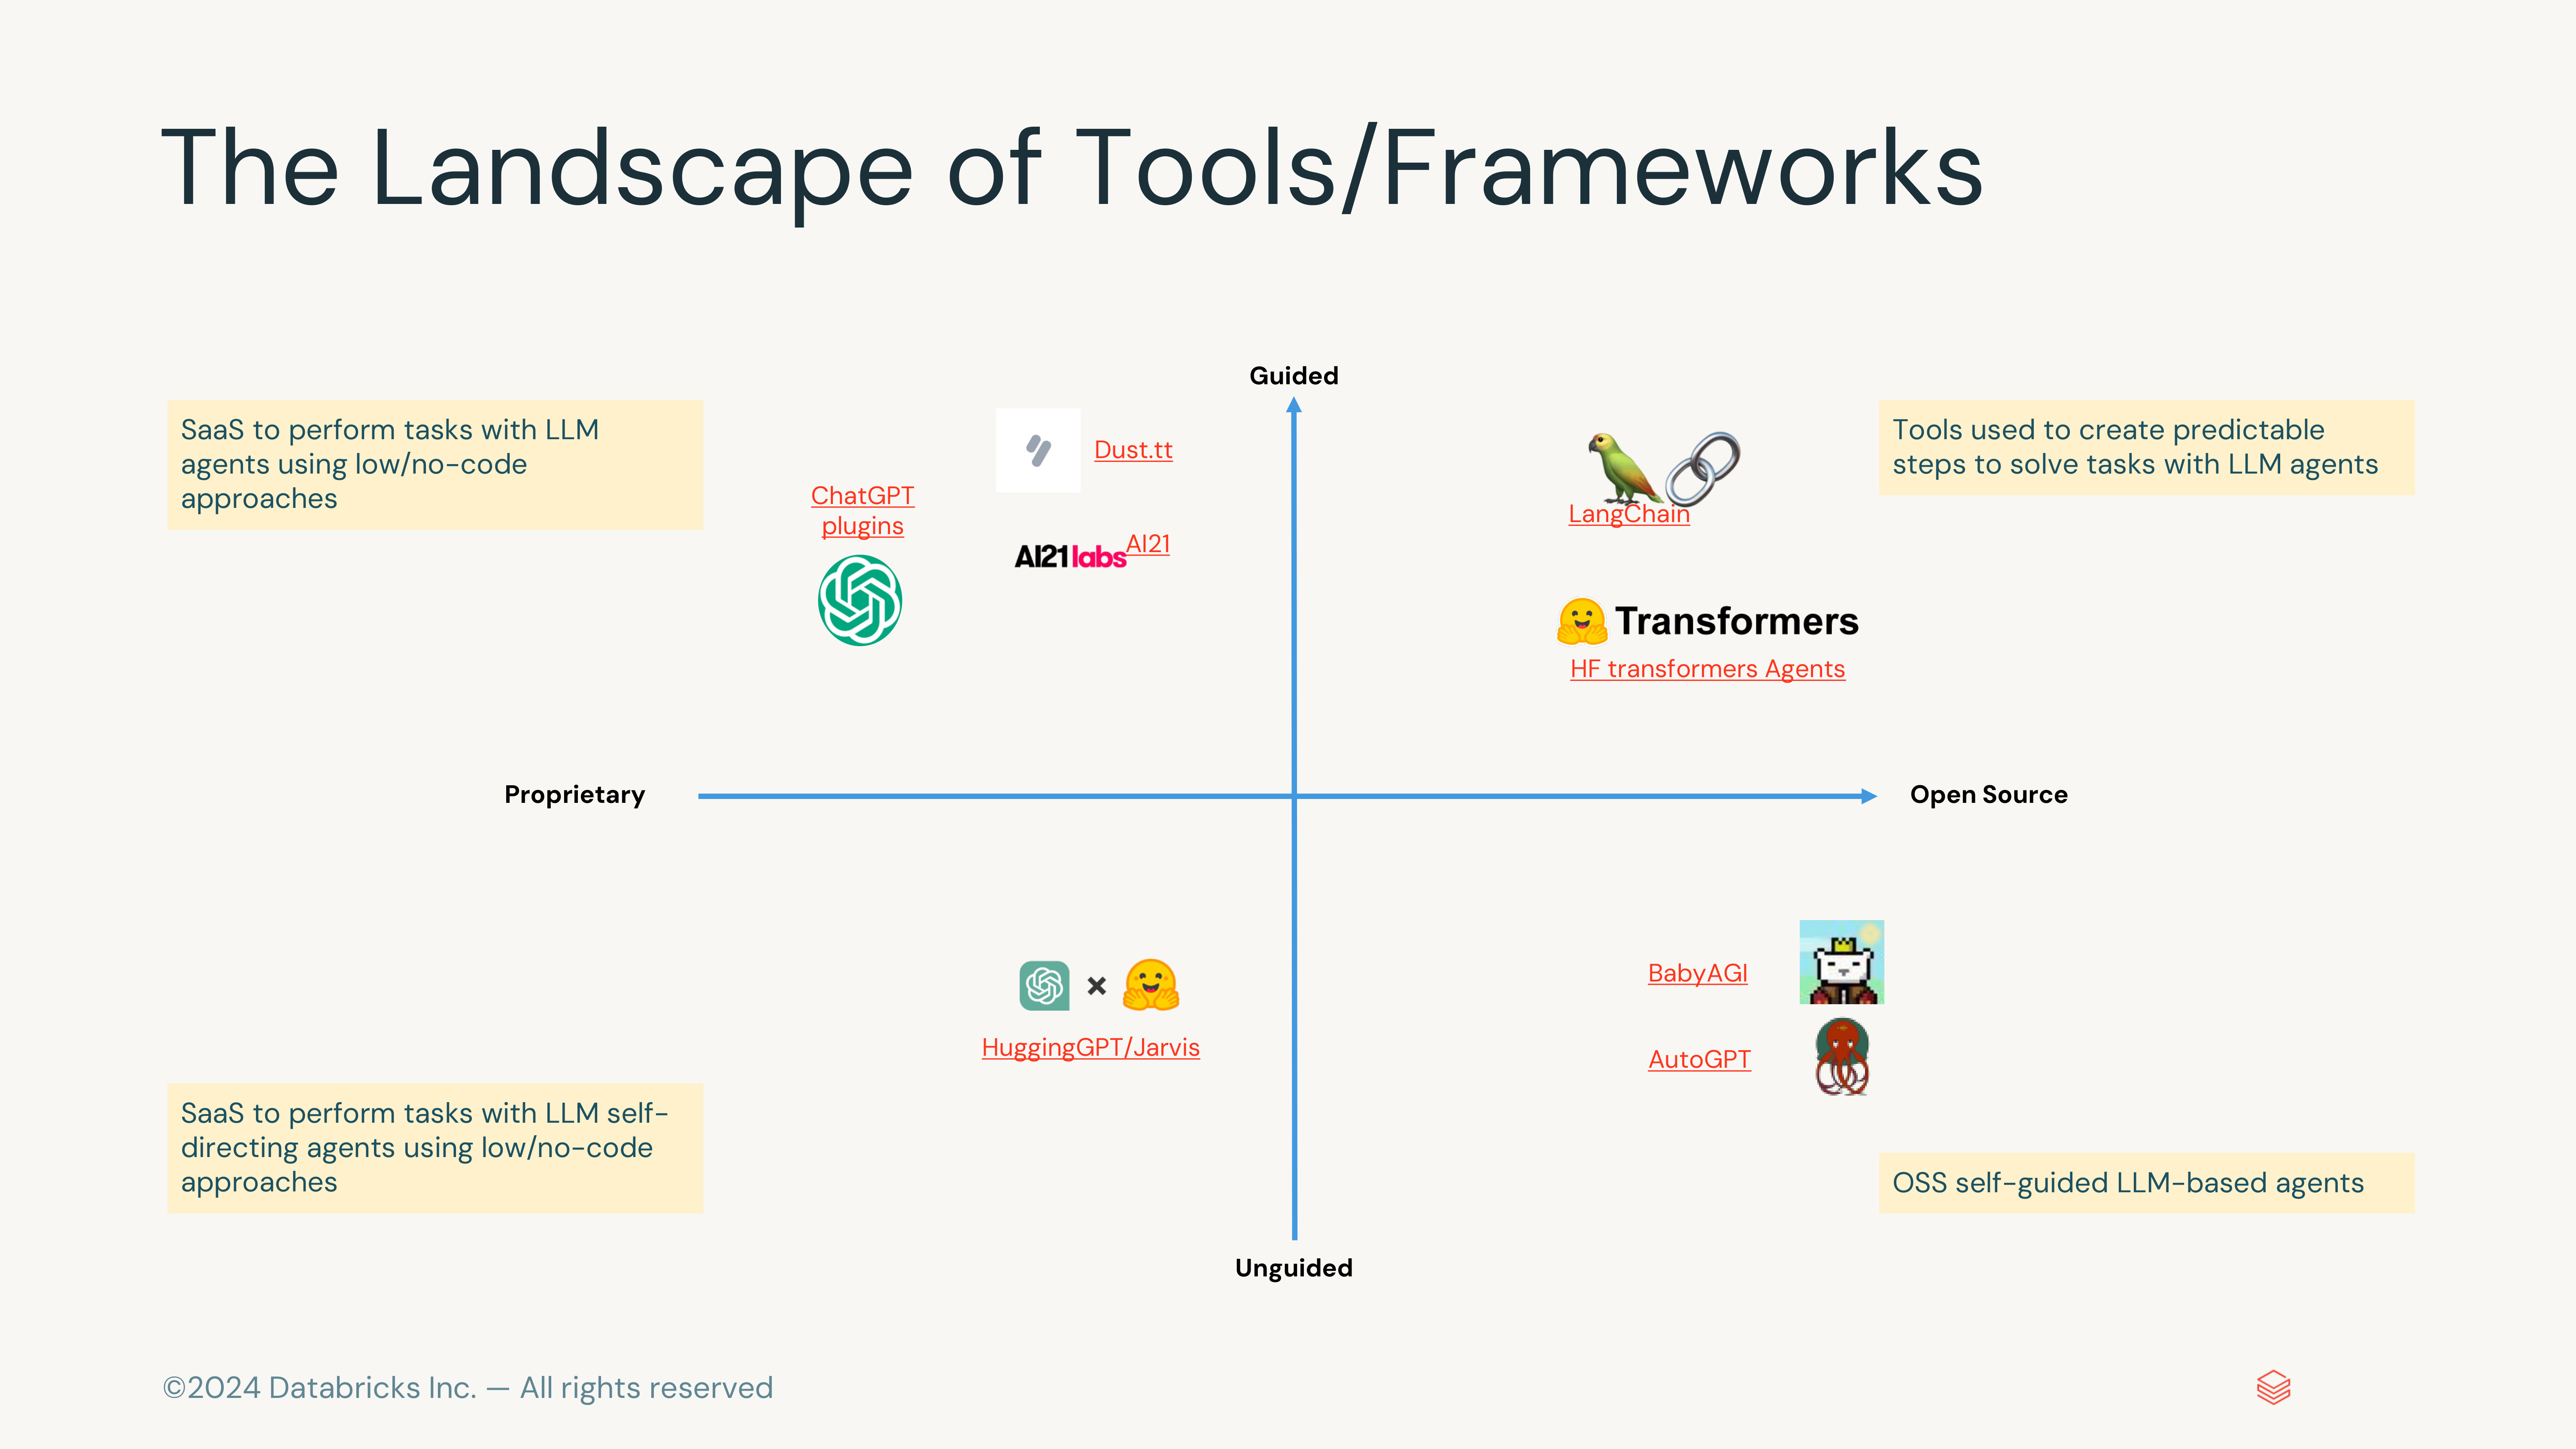 The Landscape of Tools/Frameworks
Guided
SaaS to perform tasks with LLM
agents using low/no-code
approaches
Dust.tt
ChatGPT
plugins
AI21labs
AI21
LangChain
Tools used to create predictable
steps to solve tasks with LLM agents
Transformers
HF transformers Agents
Proprietary
Open Source
HuggingGPT/Jarvis
BabyAGI
AutoGPT
SaaS to perform tasks with LLM self-
directing agents using low/no-code
approaches
OSS self-guided LLM-based agents
Unguided
©2024 Databricks Inc. — All rights reserved